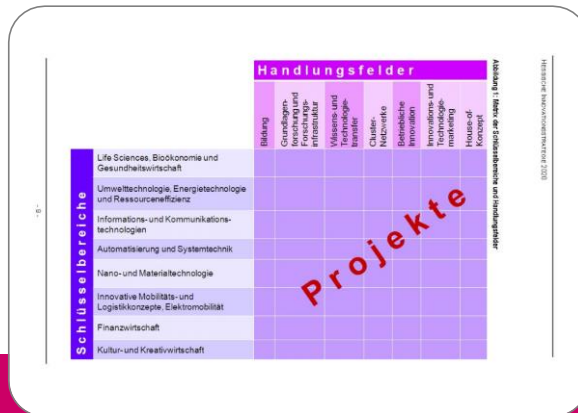 HESSISCHE INNOVATIONSSTRATEGIE 2020
Abbildung 1: Matrix der Schlüsselbereiche und Handlungsfelder
Handlungsfelder
Bildung
Grundlagen-
forschung und
Forschungs-
infrastruktur
Wissens- und
Technologie-
transfer
Cluster-
Netzwerke
Betriebliche
Innovation
Innovations- und
Technologie-
marketing
House-of-
Konzept
Schlüsselbereiche
Life Sciences, Bioökonomie und
Gesundheitswirtschaft
Umwelttechnologie, Energietechnologie
und Ressourceneffizienz
Informations- und Kommunikations-
technologien
Automatisierung und Systemtechnik
Nano- und Materialtechnologie
Innovative Mobilitäts- und
Logistikkonzepte, Elektromobilität
Finanzwirtschaft
Kultur- und Kreativwirtschaft
Projekte